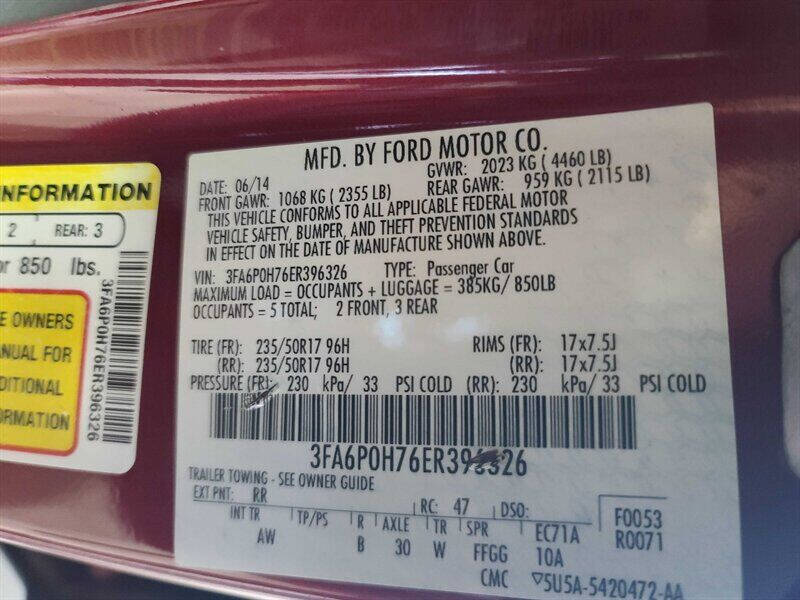 INFORMATION
2 REAR: 3
or 850 lbs.
E OWNERS
ANUAL FOR
DITIONAL
ORMATION
3FA6P0H76ER396326
MFD. BY FORD MOTOR CO.
DATE: 06/14 GVWR: 2023 KG ( 4460 LB)
FRONT GAWR: 1068 KG ( 2355 LB) REAR GAWR: 959 KG ( 2115 LB)
THIS VEHICLE CONFORMS TO ALL APPLICABLE FEDERAL MOTOR
VEHICLE SAFETY, BUMPER, AND THEFT PREVENTION STANDARDS
IN EFFECT ON THE DATE OF MANUFACTURE SHOWN ABOVE.
VIN: 3FA6P0H76ER396326 TYPE: Passenger Car
MAXIMUM LOAD = OCCUPANTS + LUGGAGE = 385KG/ 850LB
OCCUPANTS = 5 TOTAL; 2 FRONT, 3 REAR
TIRE (FR): 235/50R17 96H RIMS (FR): 17x7.5J
(RR): 235/50R17 96H (RR): 17x7.5J
PRESSURE (FR): 230 kPa/ 33 PSI COLD (RR): 230 kPa/ 33 PSI COLD
3FA6P0H76ER396326
TRAILER TOWING - SEE OWNER GUIDE
EXT PNT: RR RC: 47 DSO: F0053
INT TR TP/PS R AXLE TR SPR EC71A R0071
AW B 30 W FFGG 10A
CMC ▽5U5A-5420472-AA